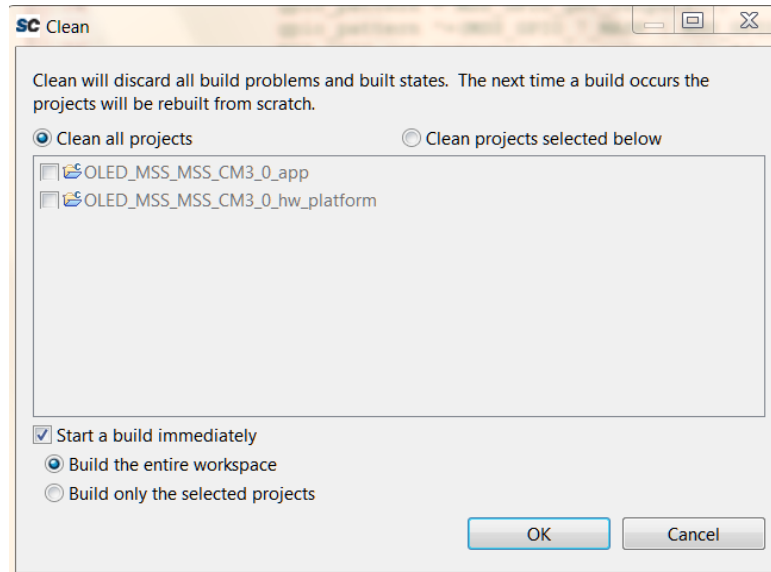 SC Clean
Clean will discard all build problems and built states. The next time a build occurs the
projects will be rebuilt from scratch.
Clean all projects
Clean projects selected below
OLED_MSS_MSS_CM3_0_app
OLED_MSS_MSS_CM3_0_hw_platform
Start a build immediately
Build the entire workspace
Build only the selected projects
OK
Cancel